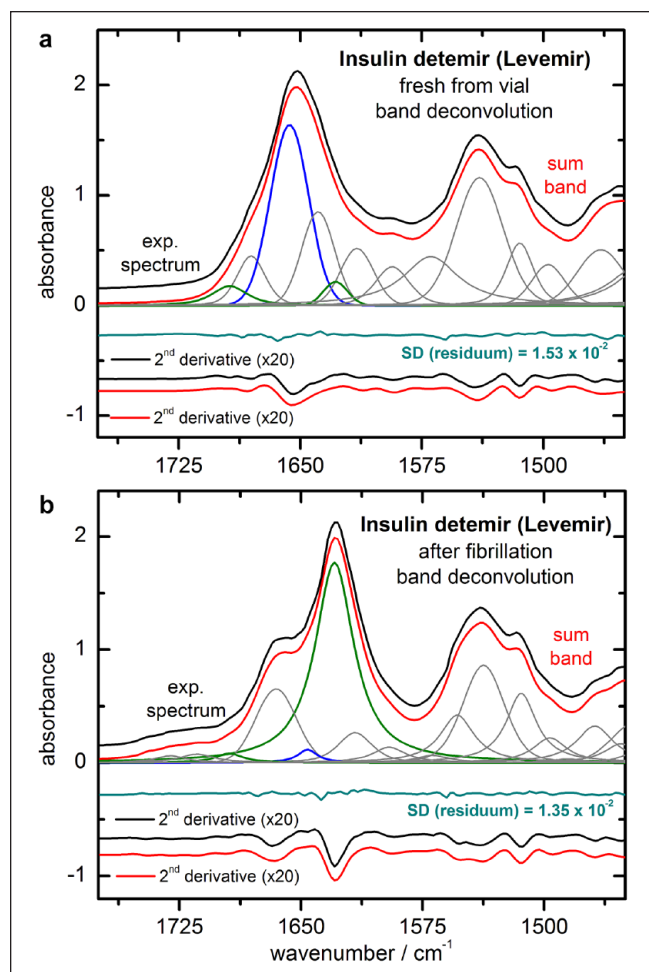 a
Insulin detemir (Levemir)
fresh from vial
band deconvolution
sum
band
exp.
spectrum
absorbance
2
1
0
-1
SD (residuum) = 1.53 x 10⁻²
2ⁿᵈ derivative (x20)
2ⁿᵈ derivative (x20)
1725 1650 1575 1500
b
Insulin detemir (Levemir)
after fibrillation
band deconvolution
sum
band
exp.
spectrum
absorbance
2
1
0
-1
SD (residuum) = 1.35 x 10⁻²
2ⁿᵈ derivative (x20)
2ⁿᵈ derivative (x20)
1725 1650 1575 1500
wavenumber / cm⁻¹